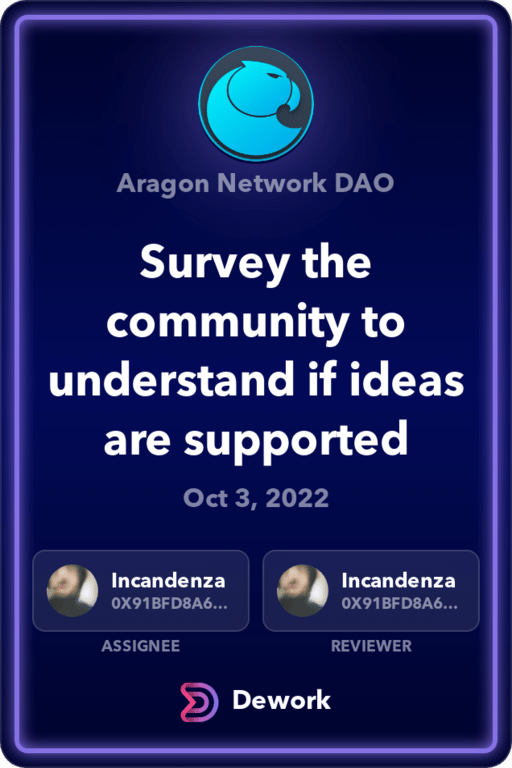 Aragon Network DAO
Survey the
community to
understand if ideas
are supported
Oct 3, 2022
Incandenza
0X91BFD8A6...
ASSIGNEE
Incandenza
0X91BFD8A6...
REVIEWER
Dework